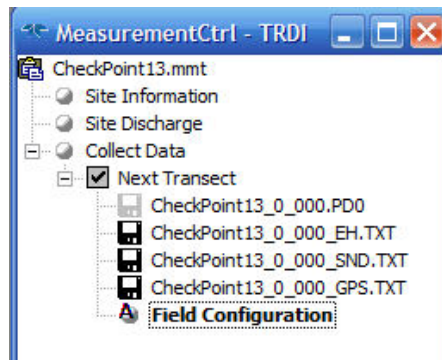 MeasurementCtrl - TRDI
CheckPoint13.mmt
Site Information
Site Discharge
Collect Data
Next Transect
CheckPoint13_0_000.PD0
CheckPoint13_0_000_EH.TXT
CheckPoint13_0_000_SND.TXT
CheckPoint13_0_000_GPS.TXT
Field Configuration